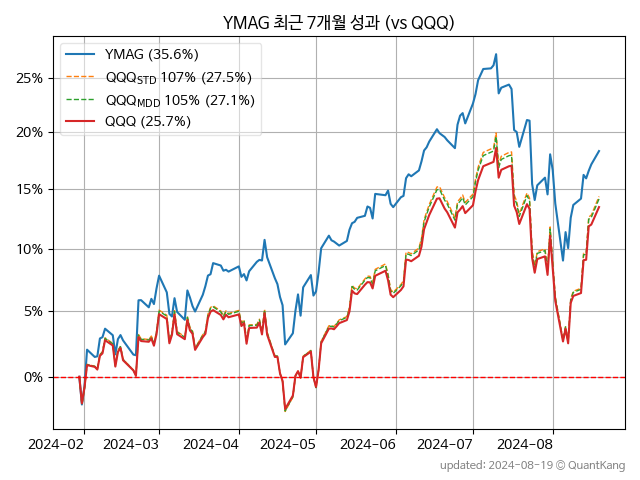 YMAG 최근 7개월 성과 (vs QQQ)
YMAG (35.6%)
QQQSTD 107% (27.5%)
QQQMDD 105% (27.1%)
QQQ (25.7%)
25%
20%
15%
10%
5%
0%
2024-02 2024-03 2024-04 2024-05 2024-06 2024-07 2024-08
updated: 2024-08-19 © QuantKang